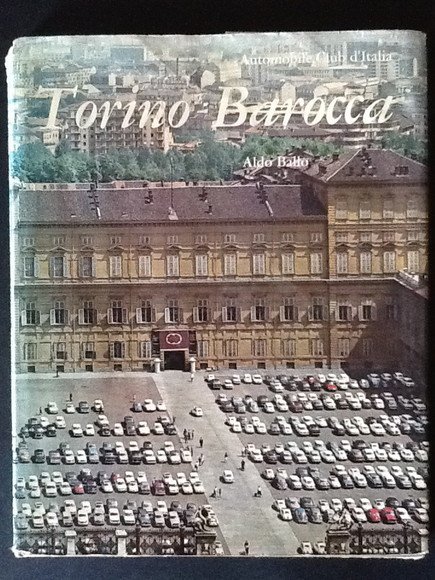 Automobile Club d'Italia
Torino Barocca
Aldo Ballo